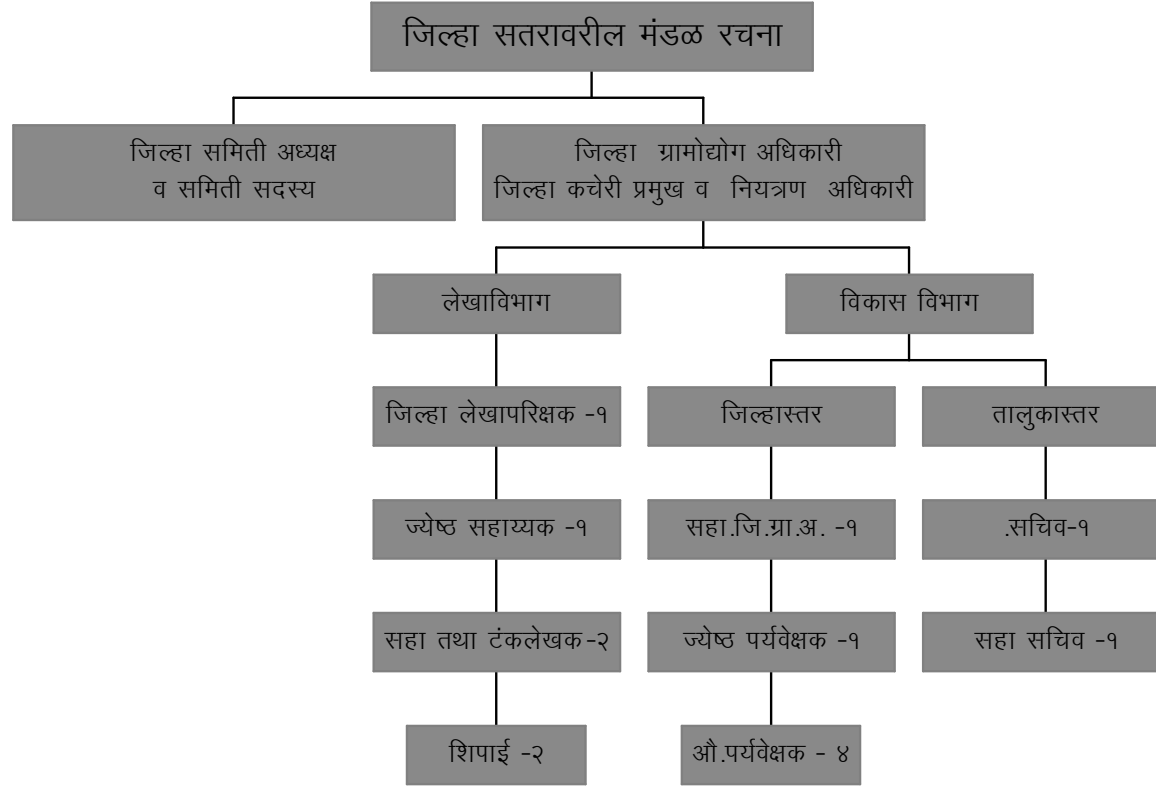 जिल्हा सतरावरील मंडळ रचना
जिल्हा समिती अध्यक्ष
व समिती सदस्य
जिल्हा ग्रामोद्योग अधिकारी
जिल्हा कचेरी प्रमुख व नियत्रण अधिकारी
लेखाविभाग
विकास विभाग
जिल्हा लेखापरिक्षक -१
जिल्हास्तर
तालुकास्तर
ज्येष्ठ सहाय्यक -१
सहा.जि.ग्रा.अ. -१
.सचिव-१
सहा तथा टंकलेखक-२
ज्येष्ठ पर्यवेक्षक -१
सहा सचिव -१
शिपाई -२
औ.पर्यवेक्षक - ४